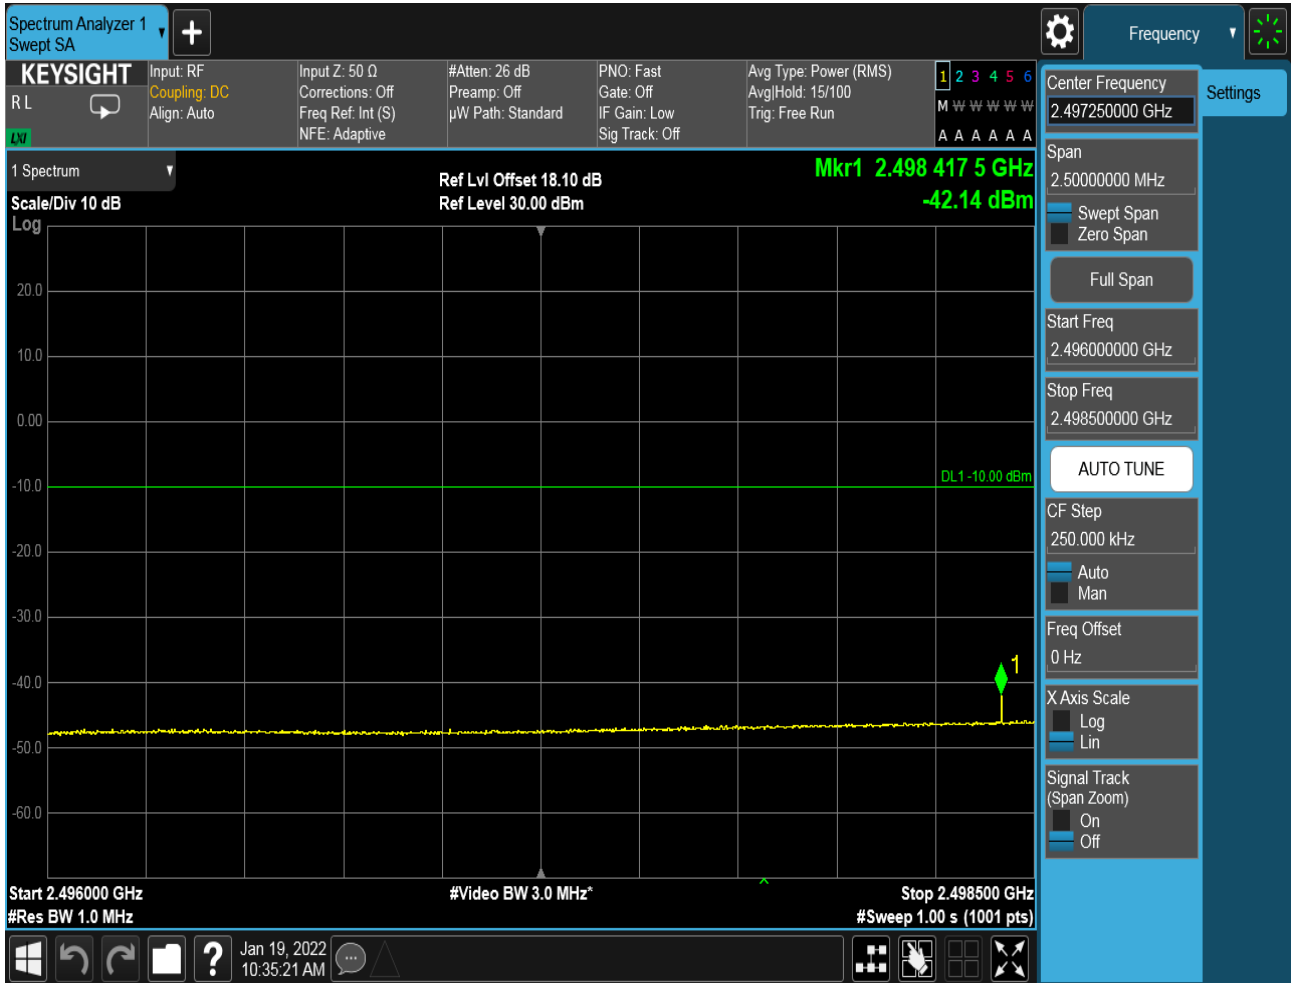 Spectrum Analyzer 1
Swept SA
▼
+
Frequency ▼
KEYSIGHT
R L
LXI
Input: RF
Coupling: DC
Align: Auto
Input Z: 50 Ω
Corrections: Off
Freq Ref: Int (S)
NFE: Adaptive
#Atten: 26 dB
Preamp: Off
µW Path: Standard
PNO: Fast
Gate: Off
IF Gain: Low
Sig Track: Off
Avg Type: Power (RMS)
Avg|Hold: 15/100
Trig: Free Run
1 2 3 4 5 6
M W W W W W
A A A A A A
1 Spectrum ▼
Scale/Div 10 dB
Log
Ref Lvl Offset 18.10 dB
Ref Level 30.00 dBm
Mkr1 2.498 417 5 GHz
-42.14 dBm
20.0
10.0
0.00
-10.0
-20.0
-30.0
-40.0
-50.0
-60.0
DL1 -10.00 dBm
1
Start 2.496000 GHz
#Res BW 1.0 MHz
#Video BW 3.0 MHz*
Stop 2.498500 GHz
#Sweep 1.00 s (1001 pts)
Center Frequency
2.497250000 GHz
Span
2.50000000 MHz
Swept Span
Zero Span
Full Span
Start Freq
2.496000000 GHz
Stop Freq
2.498500000 GHz
AUTO TUNE
CF Step
250.000 kHz
Auto
Man
Freq Offset
0 Hz
X Axis Scale
Log
Lin
Signal Track
(Span Zoom)
On
Off
Settings
?
Jan 19, 2022
10:35:21 AM